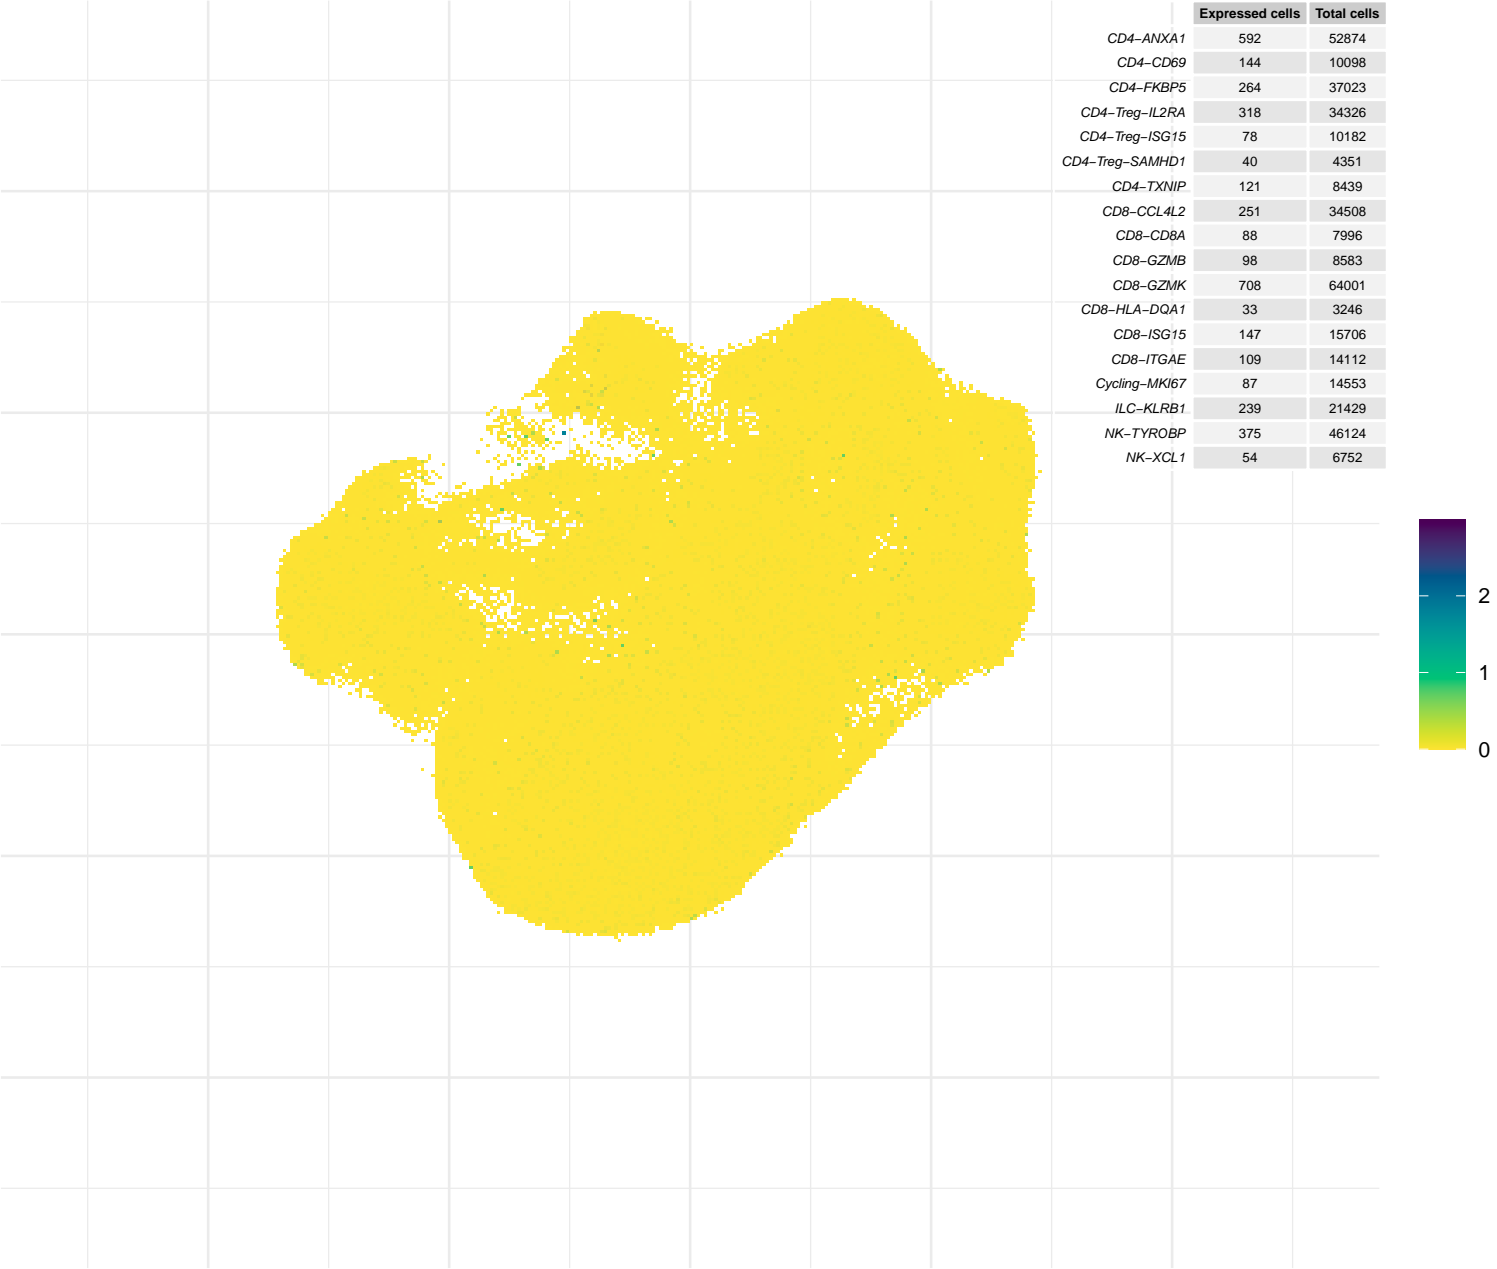 Expressed cells Total cells
CD4−ANXA1 592 52874
CD4−CD69 144 10098
CD4−FKBP5 264 37023
CD4−Treg−IL2RA 318 34326
CD4−Treg−ISG15 78 10182
CD4−Treg−SAMHD1 40 4351
CD4−TXNIP 121 8439
CD8−CCL4L2 251 34508
CD8−CD8A 88 7996
CD8−GZMB 98 8583
CD8−GZMK 708 64001
CD8−HLA−DQA1 33 3246
CD8−ISG15 147 15706
CD8−ITGAE 109 14112
Cycling−MKI67 87 14553
ILC−KLRB1 239 21429
NK−TYROBP 375 46124
NK−XCL1 54 6752
2
1
0